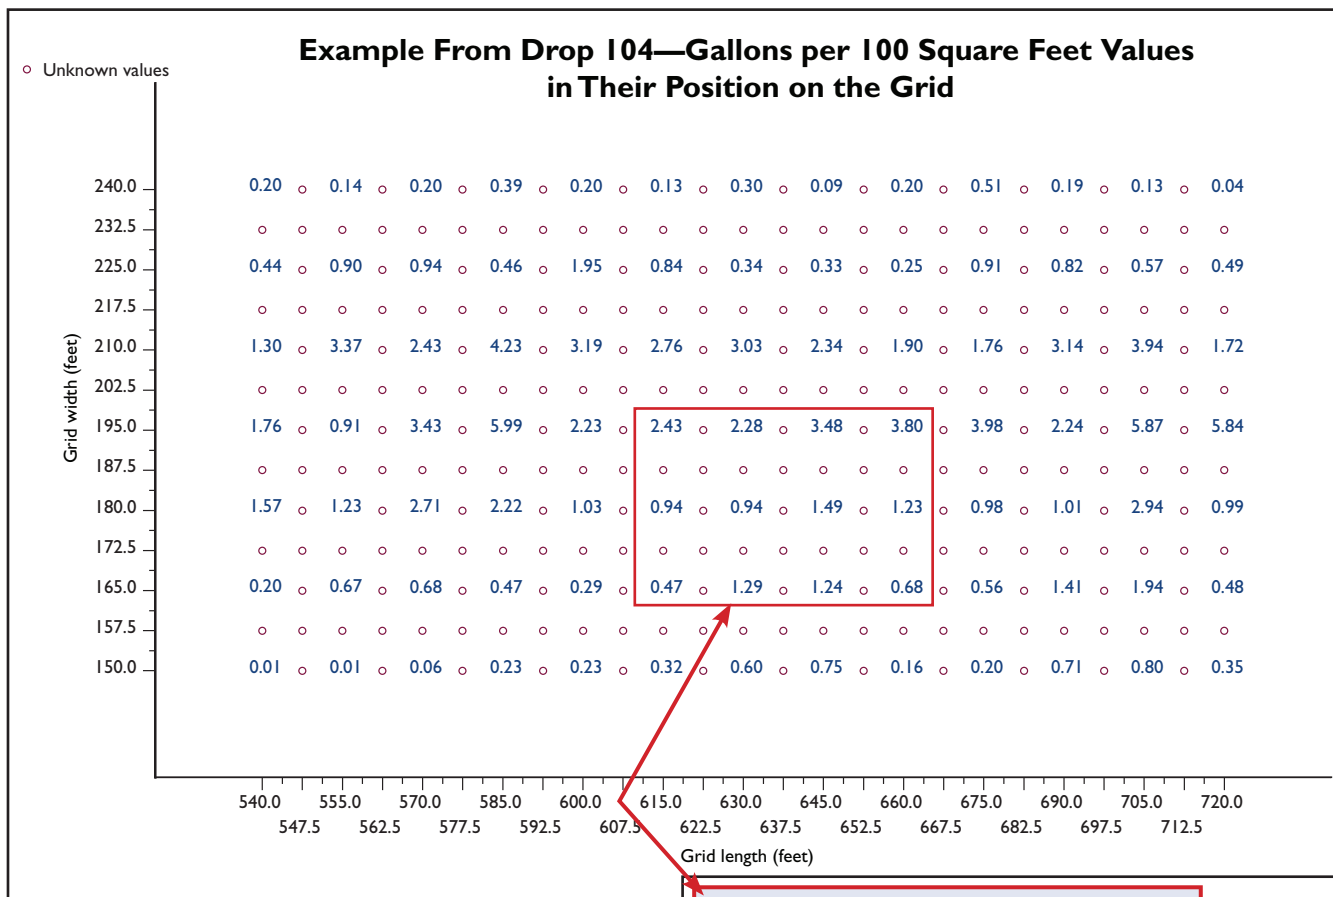 Example From Drop 104—Gallons per 100 Square Feet Values
in Their Position on the Grid
Unknown values
240.0 0.20 0.14 0.20 0.39 0.20 0.13 0.30 0.09 0.20 0.51 0.19 0.13 0.04
232.5
225.0 0.44 0.90 0.94 0.46 1.95 0.84 0.34 0.33 0.25 0.91 0.82 0.57 0.49
217.5
210.0 1.30 3.37 2.43 4.23 3.19 2.76 3.03 2.34 1.90 1.76 3.14 3.94 1.72
202.5
195.0 1.76 0.91 3.43 5.99 2.23 2.43 2.28 3.48 3.80 3.98 2.24 5.87 5.84
187.5
180.0 1.57 1.23 2.71 2.22 1.03 0.94 0.94 1.49 1.23 0.98 1.01 2.94 0.99
172.5
165.0 0.20 0.67 0.68 0.47 0.29 0.47 1.29 1.24 0.68 0.56 1.41 1.94 0.48
157.5
150.0 0.01 0.01 0.06 0.23 0.23 0.32 0.60 0.75 0.16 0.20 0.71 0.80 0.35
Grid width (feet)
540.0 555.0 570.0 585.0 600.0 615.0 630.0 645.0 660.0 675.0 690.0 705.0 720.0
547.5 562.5 577.5 592.5 607.5 622.5 637.5 652.5 667.5 682.5 697.5 712.5
Grid length (feet)